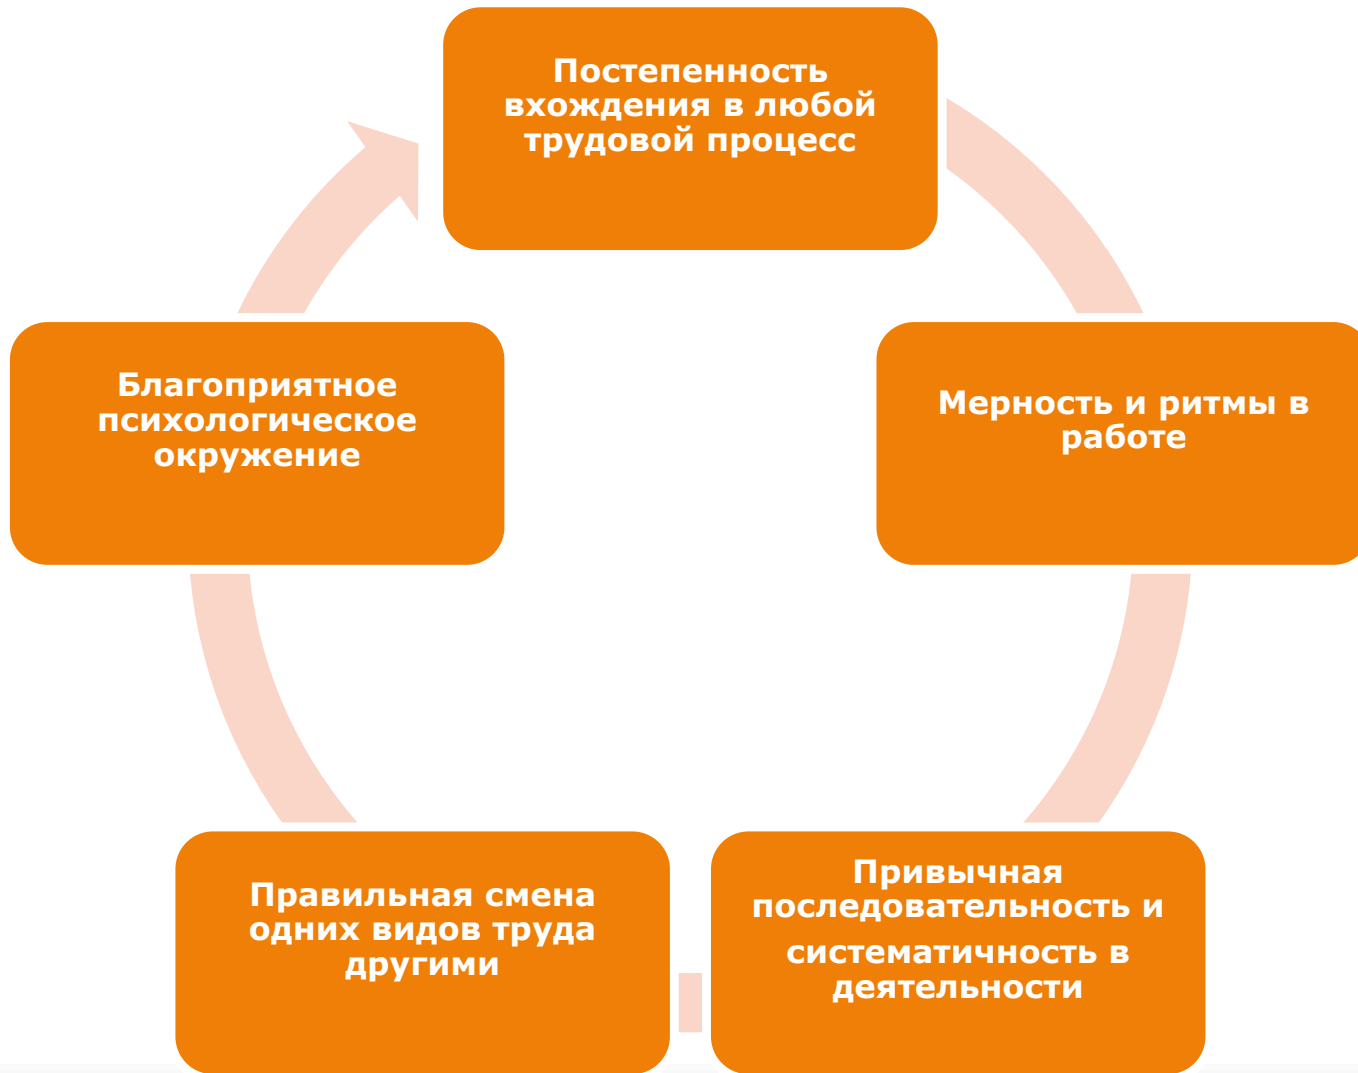 Постепенность
вхождения в любой
трудовой процесс
Мерность и ритмы в
работе
Привычная
последовательность и
систематичность в
деятельности
Правильная смена
одних видов труда
другими
Благоприятное
психологическое
окружение